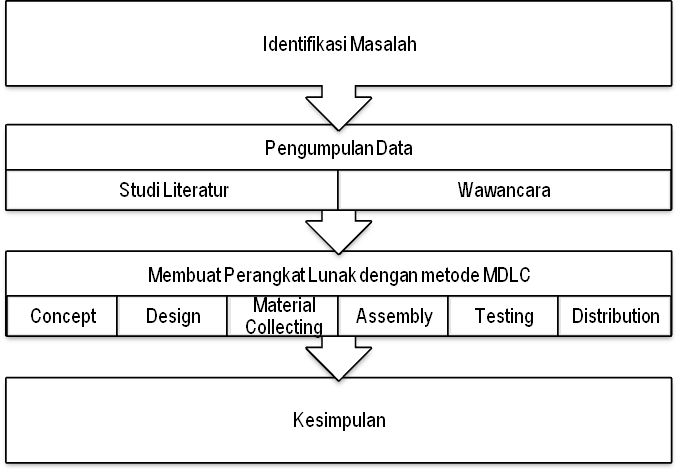 Identifikasi Masalah
Pengumpulan Data
Studi Literatur
Wawancara
Membuat Perangkat Lunak dengan metode MDLC
Concept
Design
Material
Collecting
Assembly
Testing
Distribution
Kesimpulan